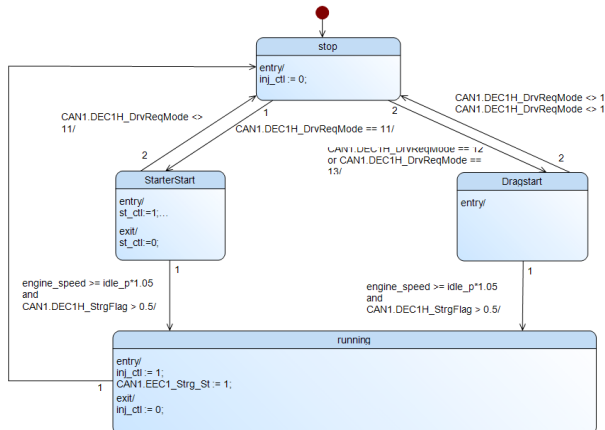 stop
entry/
inj_ctl := 0;
CAN1.DEC1H_DrvReqMode <>
11/
1
CAN1.DEC1H_DrvReqMode == 11/
2
CAN1.DEC1H_DrvReqMode <> 1
CAN1.DEC1H_DrvReqMode <> 1
2
CAN1.DEC1H_DrvReqMode == 12
or CAN1.DEC1H_DrvReqMode ==
13/
2
StarterStart
entry/
st_ctl:=1;...
exit/
st_ctl:=0;
Dragstart
entry/
1
engine_speed >= idle_p*1.05
and
CAN1.DEC1H_StrgFlag > 0.5/
1
engine_speed >= idle_p*1.05
and
CAN1.DEC1H_StrgFlag > 0.5/
running
entry/
inj_ctl := 1;
CAN1.EEC1_Strg_St := 1;
exit/
inj_ctl := 0;
1